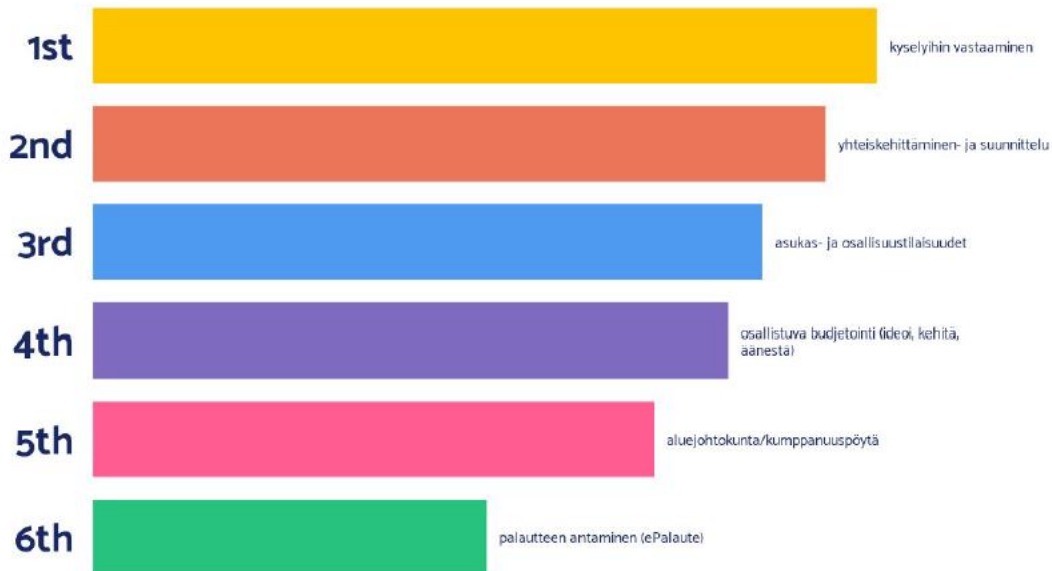 1st
kyselyihin vastaaminen
2nd
yhteiskehittäminen- ja suunnittelu
3rd
asukas- ja osallisuustilaisuudet
4th
osallistuva budjetointi (ideoi, kehitä,
äänestä)
5th
aluejohtokunta/kumppanuuspöytä
6th
palautteen antaminen (ePalaute)